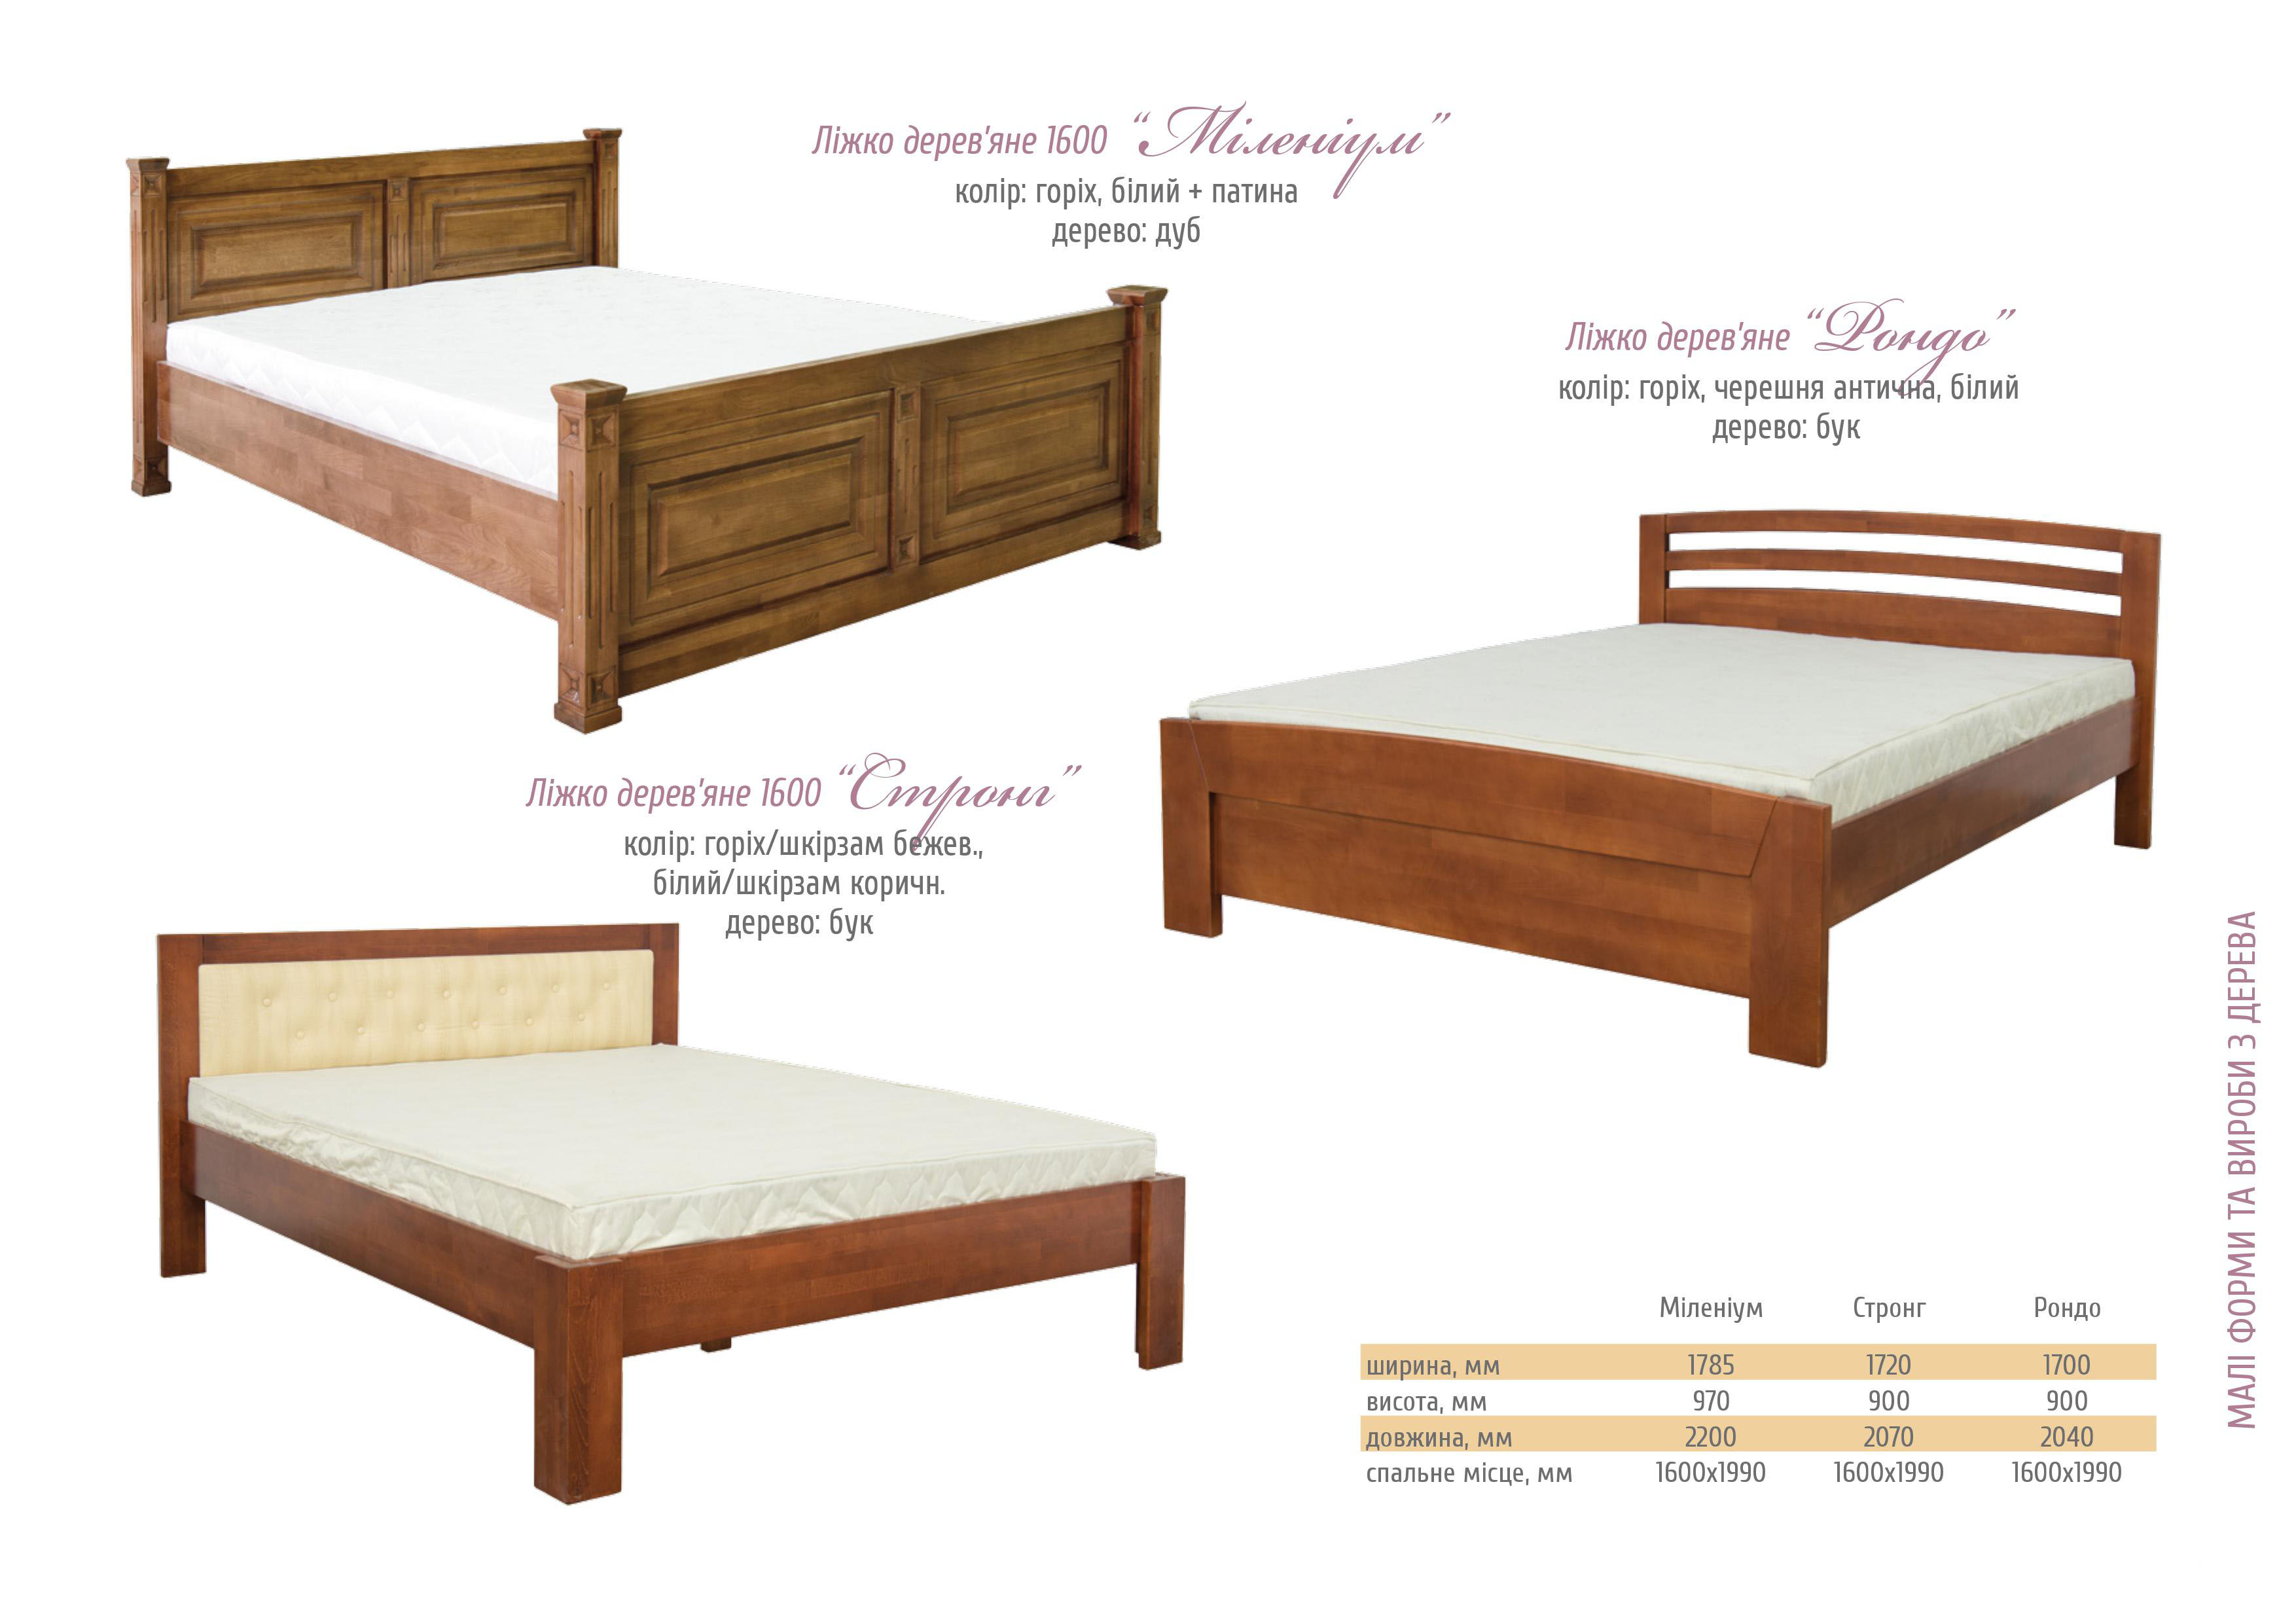 Ліжко дерев'яне 1600 “Міленіум”
колір: горіх, білий + патина
дерево: дуб
Ліжко дерев'яне “Рондо”
колір: горіх, черешня антична, білий
дерево: бук
Ліжко дерев'яне 1600 “Стронг”
колір: горіх/шкірзам бежев.,
білий/шкірзам коричн.
дерево: бук
Міленіум Стронг Рондо
ширина, мм 1785 1720 1700
висота, мм 970 900 900
довжина, мм 2200 2070 2040
спальне місце, мм 1600х1990 1600х1990 1600х1990
МАЛІ ФОРМИ ТА ВИРОБИ З ДЕРЕВА